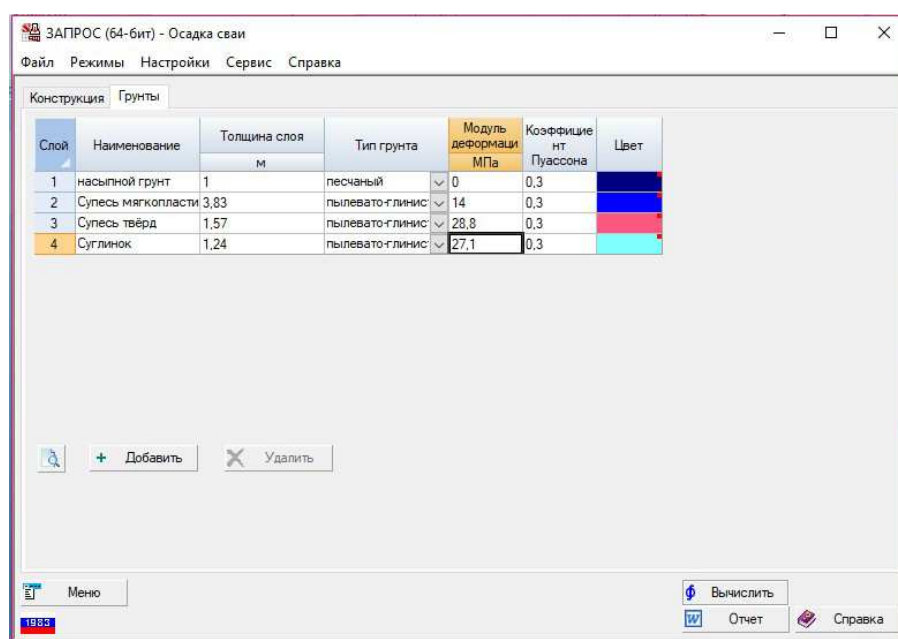 ЗАПРОС (64-бит) - Осадка сваи
Файл Режимы Настройки Сервис Справка
Конструкция Грунты
Слой Наименование Толщина слоя Тип грунта Модуль деформаци Коэффицие нт Пуассона Цвет
м МПа
1 насыпной грунт 1 песчаный 0 0,3
2 Супесь мягкопласти 3,83 пылевато-глинис 14 0,3
3 Супесь твёрд 1,57 пылевато-глинис 28,8 0,3
4 Суглинок 1,24 пылевато-глинис 27,1 0,3
+ Добавить Удалить
Меню Вычислить
1983 Отчет Справка